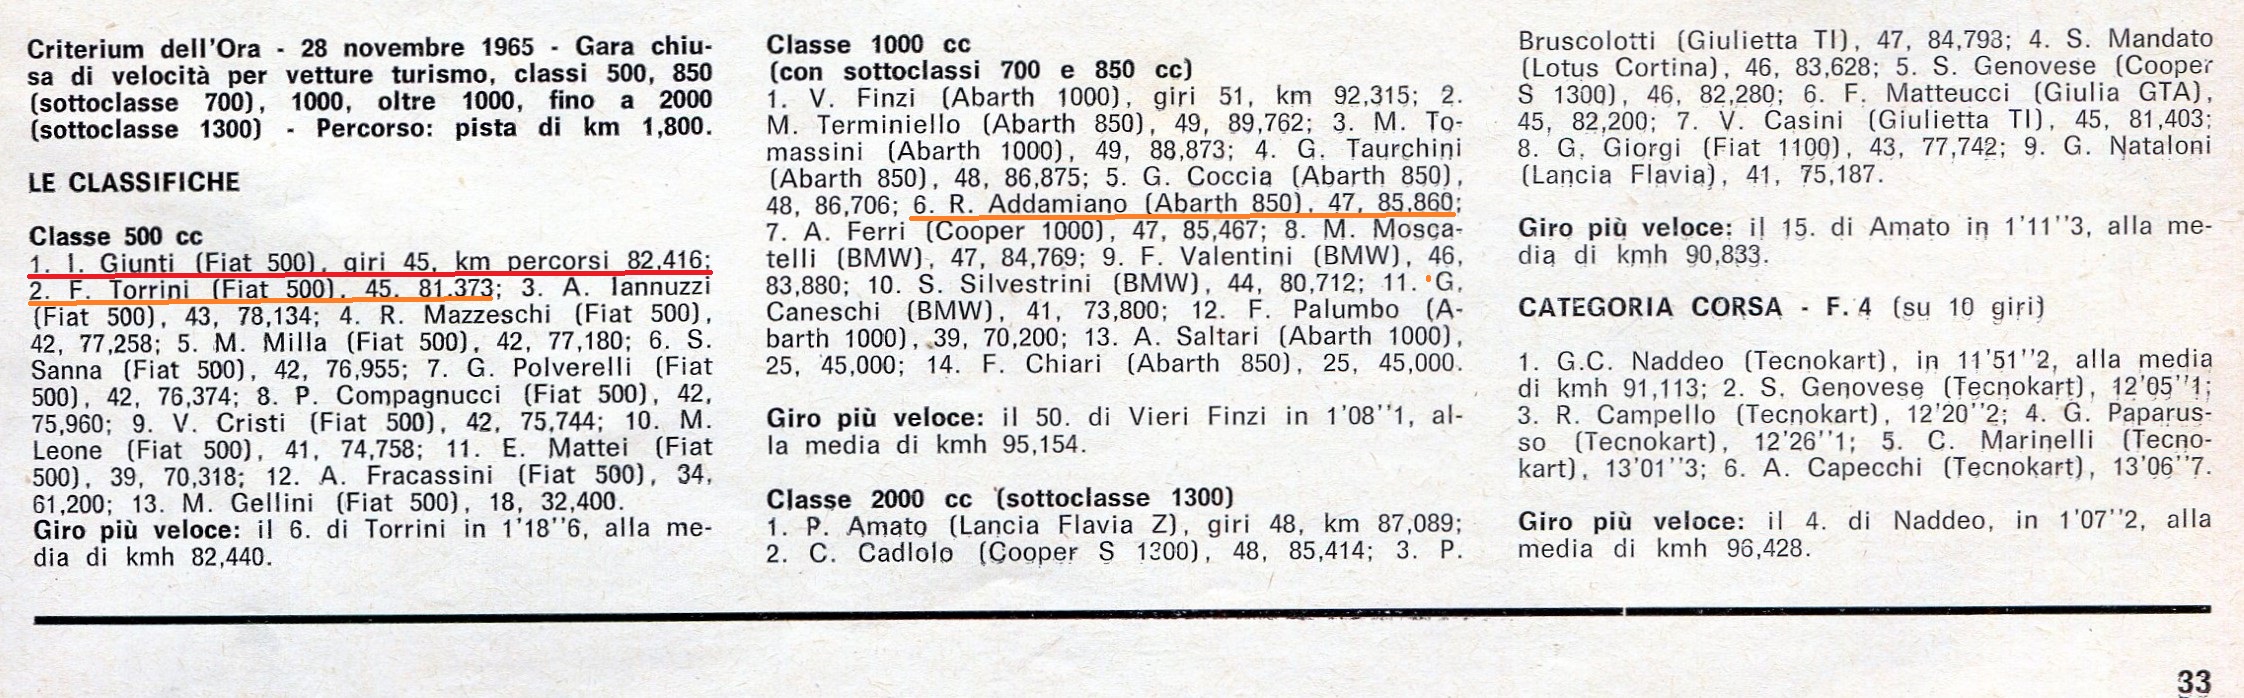 Criterium dell'Ora - 28 novembre 1965 - Gara chiu-
sa di velocità per vetture turismo, classi 500, 850
(sottoclasse 700), 1000, oltre 1000, fino a 2000
(sottoclasse 1300) - Percorso: pista di km 1,800.
LE CLASSIFICHE
Classe 500 cc
1. I. Giunti (Fiat 500), giri 45, km percorsi 82,416;
2. F. Torrini (Fiat 500), 45. 81.373; 3. A. Iannuzzi
(Fiat 500), 43, 78,134; 4. R. Mazzeschi (Fiat 500),
42, 77,258; 5. M. Milla (Fiat 500), 42, 77,180; 6. S.
Sanna (Fiat 500), 42, 76,955; 7. G. Polverelli (Fiat
500), 42, 76,374; 8. P. Compagnucci (Fiat 500), 42,
75,960; 9. V. Cristi (Fiat 500), 42, 75,744; 10. M.
Leone (Fiat 500), 41, 74,758; 11. E. Mattei (Fiat
500), 39, 70,318; 12. A. Fracassini (Fiat 500), 34,
61,200; 13. M. Gellini (Fiat 500), 18, 32,400.
Giro più veloce: il 6. di Torrini in 1'18''6, alla me-
dia di kmh 82,440.
Classe 1000 cc
(con sottoclassi 700 e 850 cc)
1. V. Finzi (Abarth 1000), giri 51, km 92,315; 2.
M. Terminiello (Abarth 850), 49, 89,762; 3. M. To-
massini (Abarth 1000), 49, 88,873; 4. G. Taurchini
(Abarth 850), 48, 86,875; 5. G. Coccia (Abarth 850),
48, 86,706; 6. R. Addamiano (Abarth 850), 47, 85,860;
7. A. Ferri (Cooper 1000), 47, 85,467; 8. M. Mosca-
telli (BMW), 47, 84,769; 9. F. Valentini (BMW), 46,
83,880; 10. S. Silvestrini (BMW), 44, 80,712; 11. G.
Caneschi (BMW), 41, 73,800; 12. F. Palumbo (A-
barth 1000), 39, 70,200; 13. A. Saltari (Abarth 1000),
25, 45,000; 14. F. Chiari (Abarth 850), 25, 45,000.
Giro più veloce: il 50. di Vieri Finzi in 1'08''1, al-
la media di kmh 95,154.
Classe 2000 cc (sottoclasse 1300)
1. P. Amato (Lancia Flavia Z), giri 48, km 87,089;
2. C. Cadlolo (Cooper S 1300), 48, 85,414; 3. P.
Bruscolotti (Giulietta TI), 47, 84,793; 4. S. Mandato
(Lotus Cortina), 46, 83,628; 5. S. Genovese (Cooper
S 1300), 46, 82,280; 6. F. Matteucci (Giulia GTA),
45, 82,200; 7. V. Casini (Giulietta TI), 45, 81,403;
8. G. Giorgi (Fiat 1100), 43, 77,742; 9. G. Nataloni
(Lancia Flavia), 41, 75,187.
Giro più veloce: il 15. di Amato in 1'11''3, alla me-
dia di kmh 90,833.
CATEGORIA CORSA - F. 4 (su 10 giri)
1. G.C. Naddeo (Tecnokart), in 11'51''2, alla media
di kmh 91,113; 2. S. Genovese (Tecnokart), 12'05''1;
3. R. Campello (Tecnokart), 12'20''2; 4. G. Paparus-
so (Tecnokart), 12'26''1; 5. C. Marinelli (Tecno-
kart), 13'01''3; 6. A. Capecchi (Tecnokart), 13'06''7.
Giro più veloce: il 4. di Naddeo, in 1'07''2, alla
media di kmh 96,428.
33